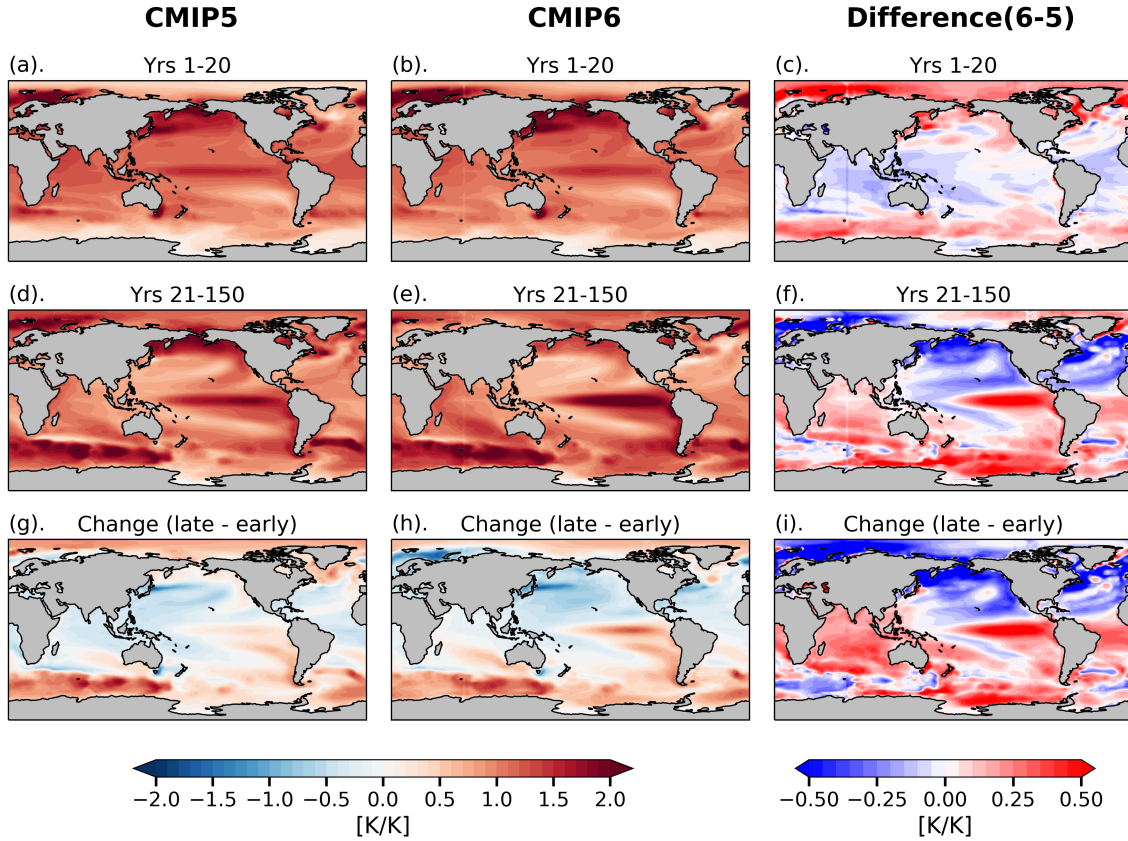 CMIP5 CMIP6 Difference(6-5)
(a). Yrs 1-20 (b). Yrs 1-20 (c). Yrs 1-20
(d). Yrs 21-150 (e). Yrs 21-150 (f). Yrs 21-150
(g). Change (late - early) (h). Change (late - early) (i). Change (late - early)
−2.0 −1.5 −1.0 −0.5 0.0 0.5 1.0 1.5 2.0 −0.50 −0.25 0.00 0.25 0.50
[K/K] [K/K]